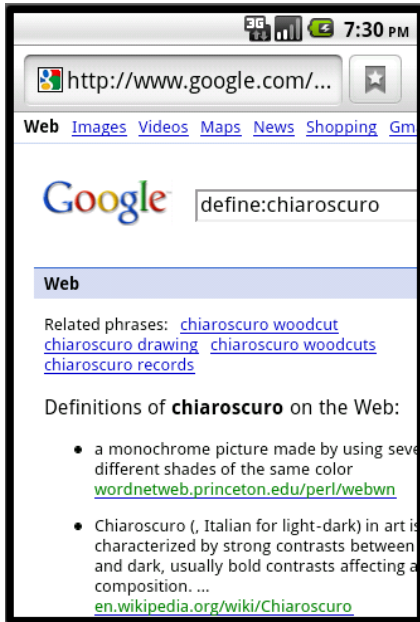 3G 7:30 PM
http://www.google.com/...
Web Images Videos Maps News Shopping Gm
Google define:chiaroscuro
Web
Related phrases: chiaroscuro woodcut
chiaroscuro drawing chiaroscuro woodcuts
chiaroscuro records
Definitions of chiaroscuro on the Web:
• a monochrome picture made by using seve
different shades of the same color
wordnetweb.princeton.edu/perl/webwn
• Chiaroscuro (, Italian for light-dark) in art is
characterized by strong contrasts between
and dark, usually bold contrasts affecting a
composition. ...
en.wikipedia.org/wiki/Chiaroscuro